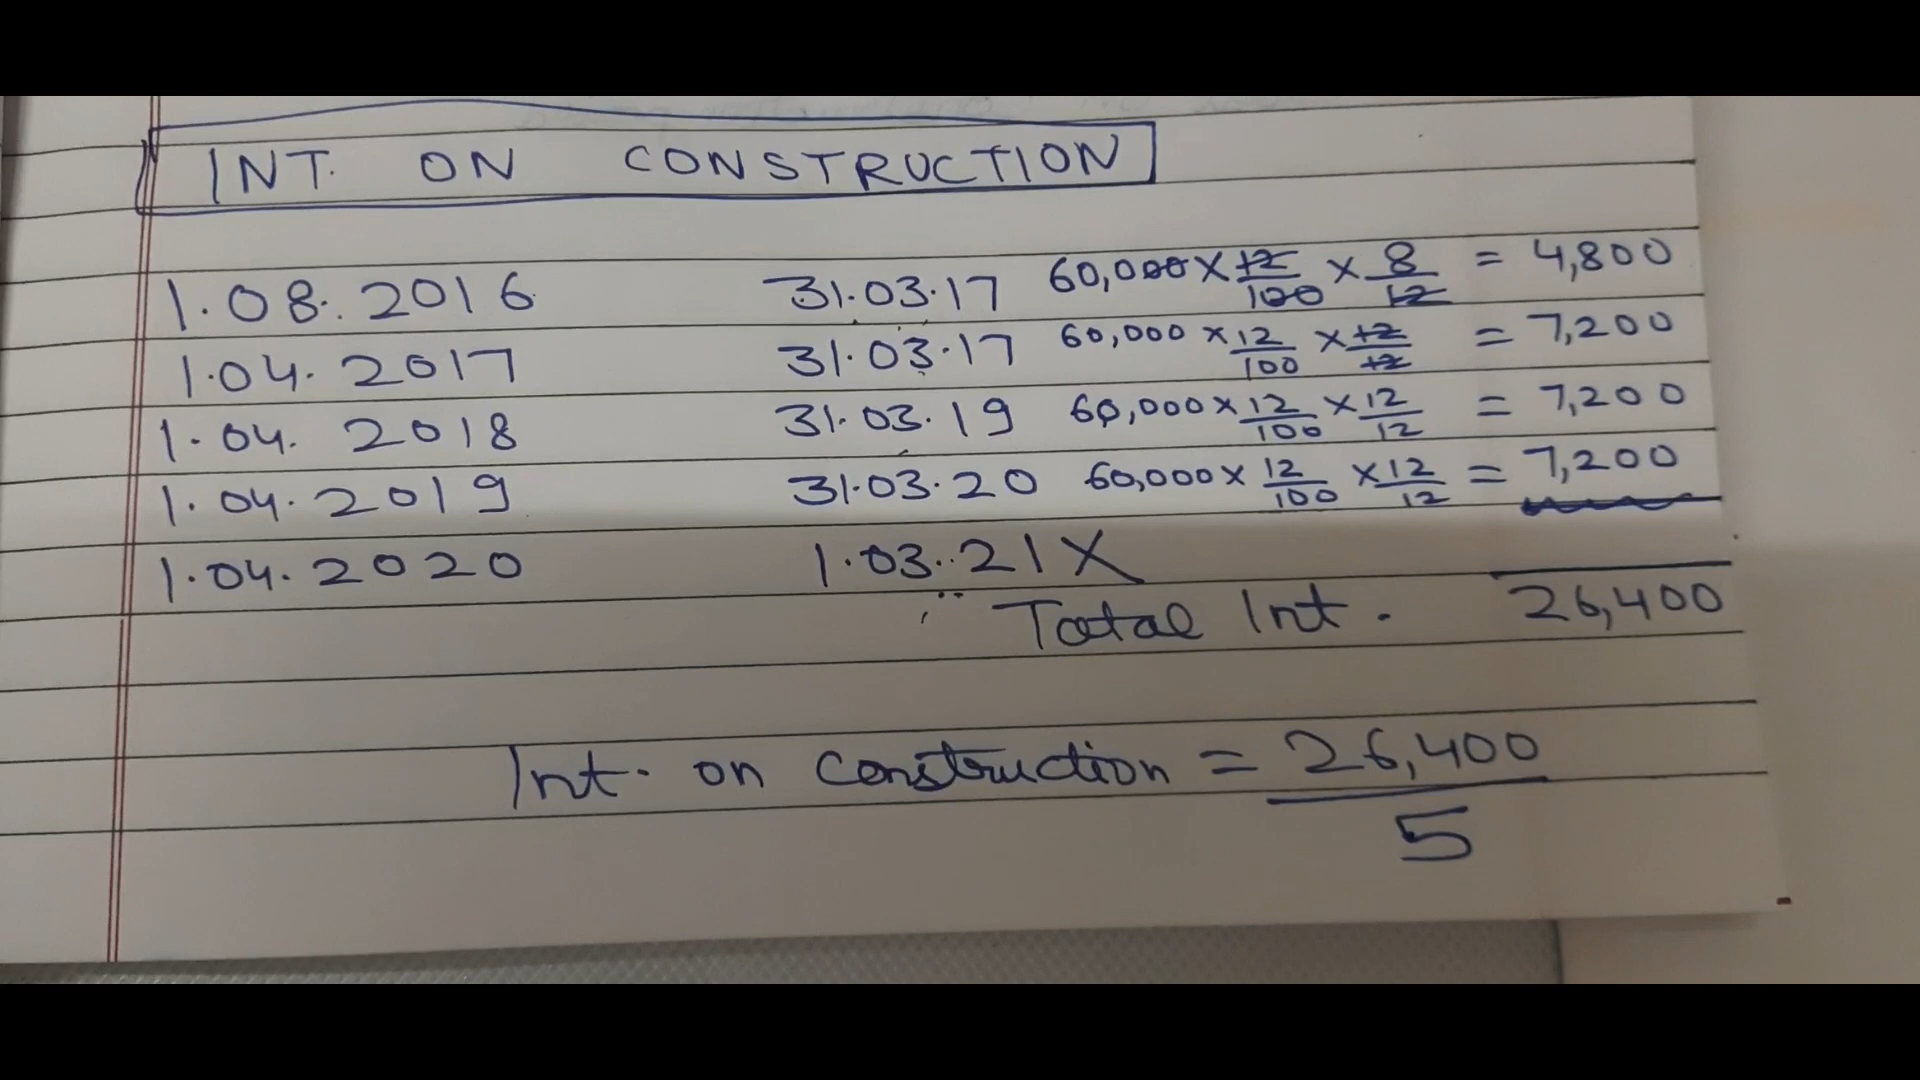 INT. ON CONSTRUCTION
1.08.2016 31.03.17 60,000 x 12/100 x 8/12 = 4,800
1.04.2017 31.03.17 60,000 x 12/100 x 12/12 = 7,200
1.04.2018 31.03.19 60,000 x 12/100 x 12/12 = 7,200
1.04.2019 31.03.20 60,000 x 12/100 x 12/12 = 7,200
1.04.2020 1.03.21 X
Total Int. 26,400
Int. on construction = 26,400/5